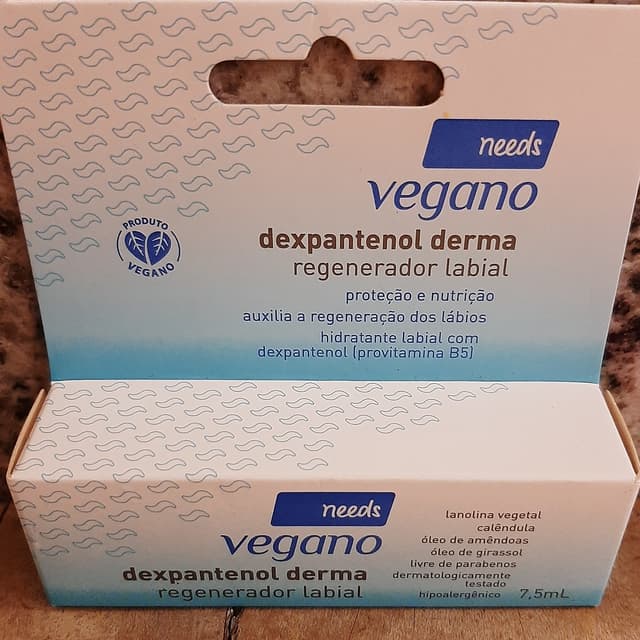 needs
vegano
dexpantenol derma
regenerador labial
PRODUTO
VEGANO
proteção e nutrição
auxilia a regeneração dos lábios
hidratante labial com
dexpantenol (provitamina B5)
needs
vegano
dexpantenol derma
regenerador labial
lanolina vegetal
calêndula
óleo de amêndoas
óleo de girassol
livre de parabenos
dermatologicamente
testado
hipoalergênico
7,5mL